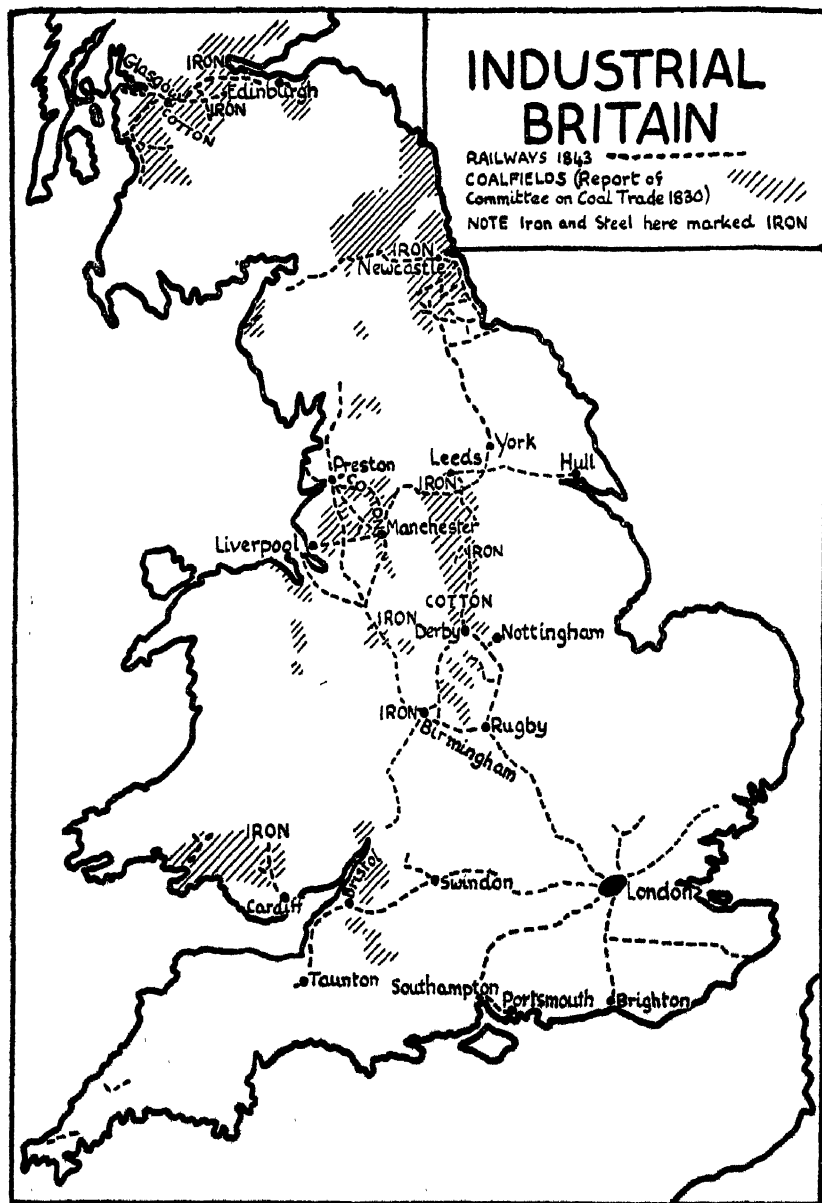 INDUSTRIAL
BRITAIN
RAILWAYS 1843
COALFIELDS (Report of
Committee on Coal Trade 1830)
NOTE Iron and Steel here marked IRON
Glasgow
IRON
Edinburgh
IRON
COTTON
IRON
Newcastle
York
Leeds
Hull
Preston
COTTON
IRON
Manchester
Liverpool
IRON
COTTON
IRON
Derby
Nottingham
IRON
Birmingham
Rugby
IRON
Bristol
Swindon
London
Cardiff
Taunton
Southampton
Portsmouth
Brighton